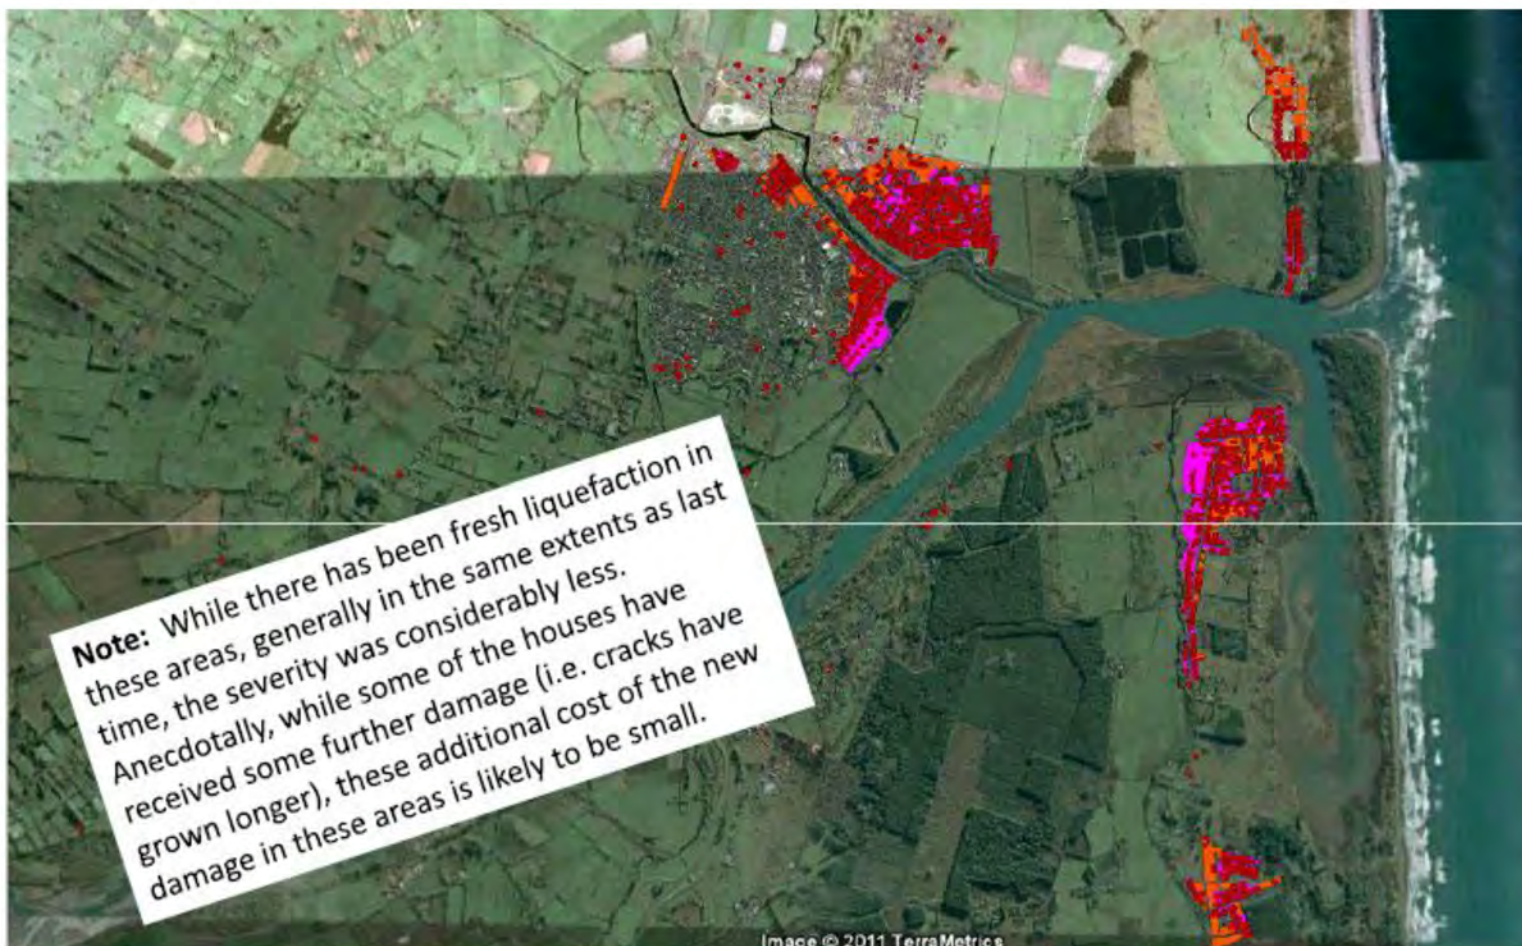 Note: While there has been fresh liquefaction in
these areas, generally in the same extents as last
time, the severity was considerably less.
Anecdotally, while some of the houses have
received some further damage (i.e. cracks have
grown longer), these additional cost of the new
damage in these areas is likely to be small.
Image © 2011 TerraMetrics